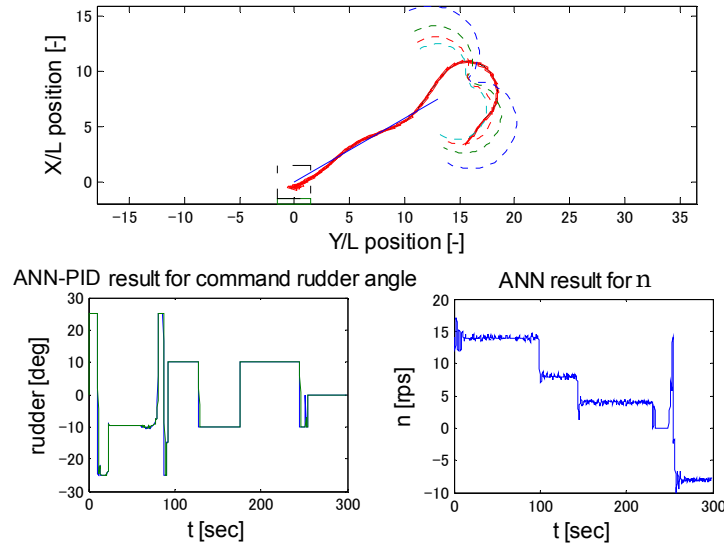 15
10
5
0
X/L position [-]
−15 −10 −5 0 5 10 15 20 25 30 35
Y/L position [-]
ANN-PID result for command rudder angle
30
20
10
0
−10
−20
−30
rudder [deg]
0 100 200 300
t [sec]
ANN result for n
20
15
10
5
0
−5
−10
n [rps]
0 100 200 300
t [sec]